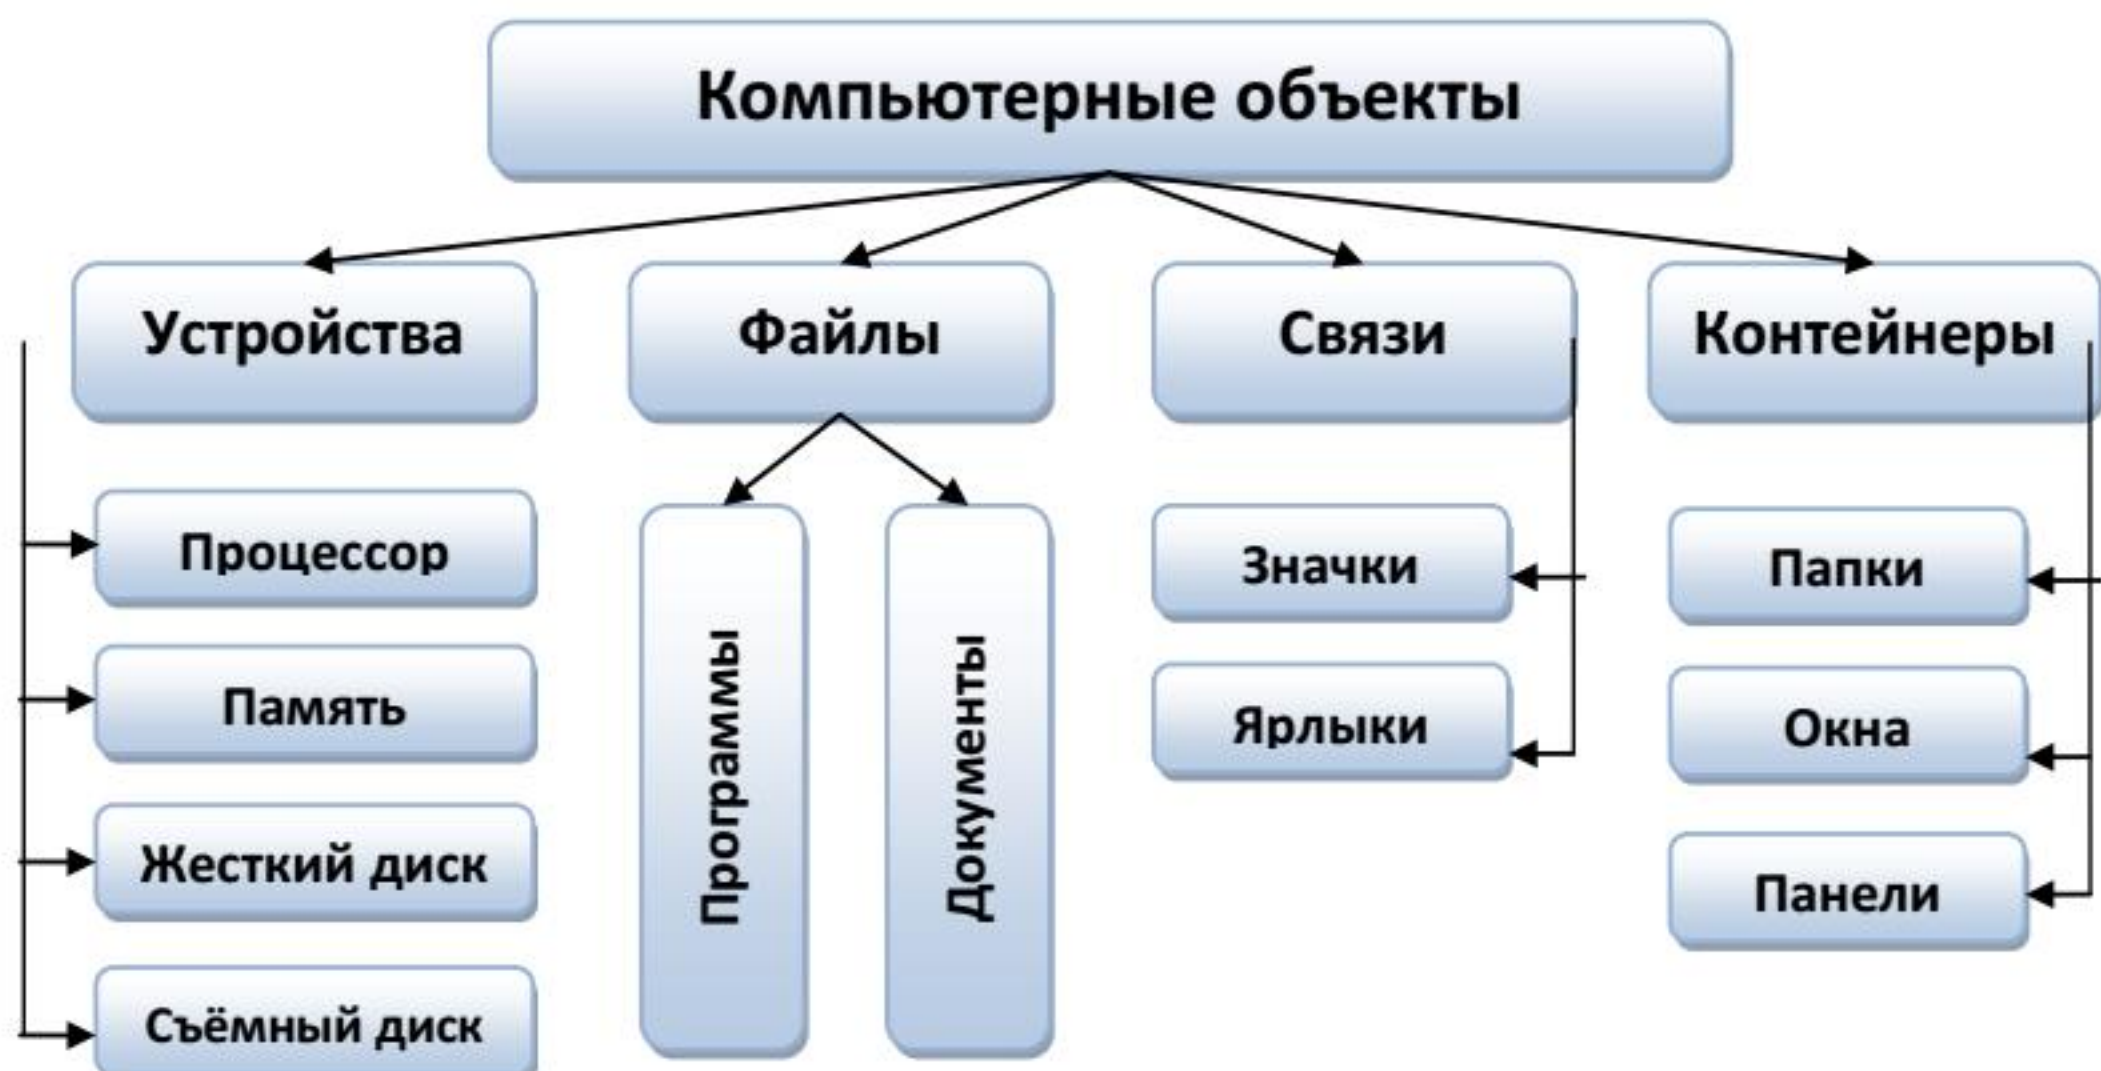 Компьютерные объекты
Устройства
Файлы
Связи
Контейнеры
Процессор
Память
Жесткий диск
Съёмный диск
Программы
Документы
Значки
Ярлыки
Папки
Окна
Панели